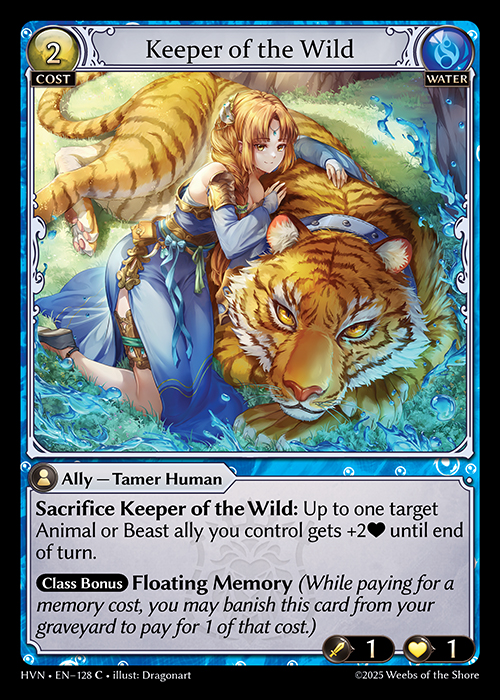 2
Keeper of the Wild
COST
WATER
Ally — Tamer Human
Sacrifice Keeper of the Wild: Up to one target
Animal or Beast ally you control gets +2♥ until end
of turn.
Class Bonus Floating Memory (While paying for a
memory cost, you may banish this card from your
graveyard to pay for 1 of that cost.)
1
1
HVN • EN–128 C • illust: Dragonart
©2025 Weebs of the Shore